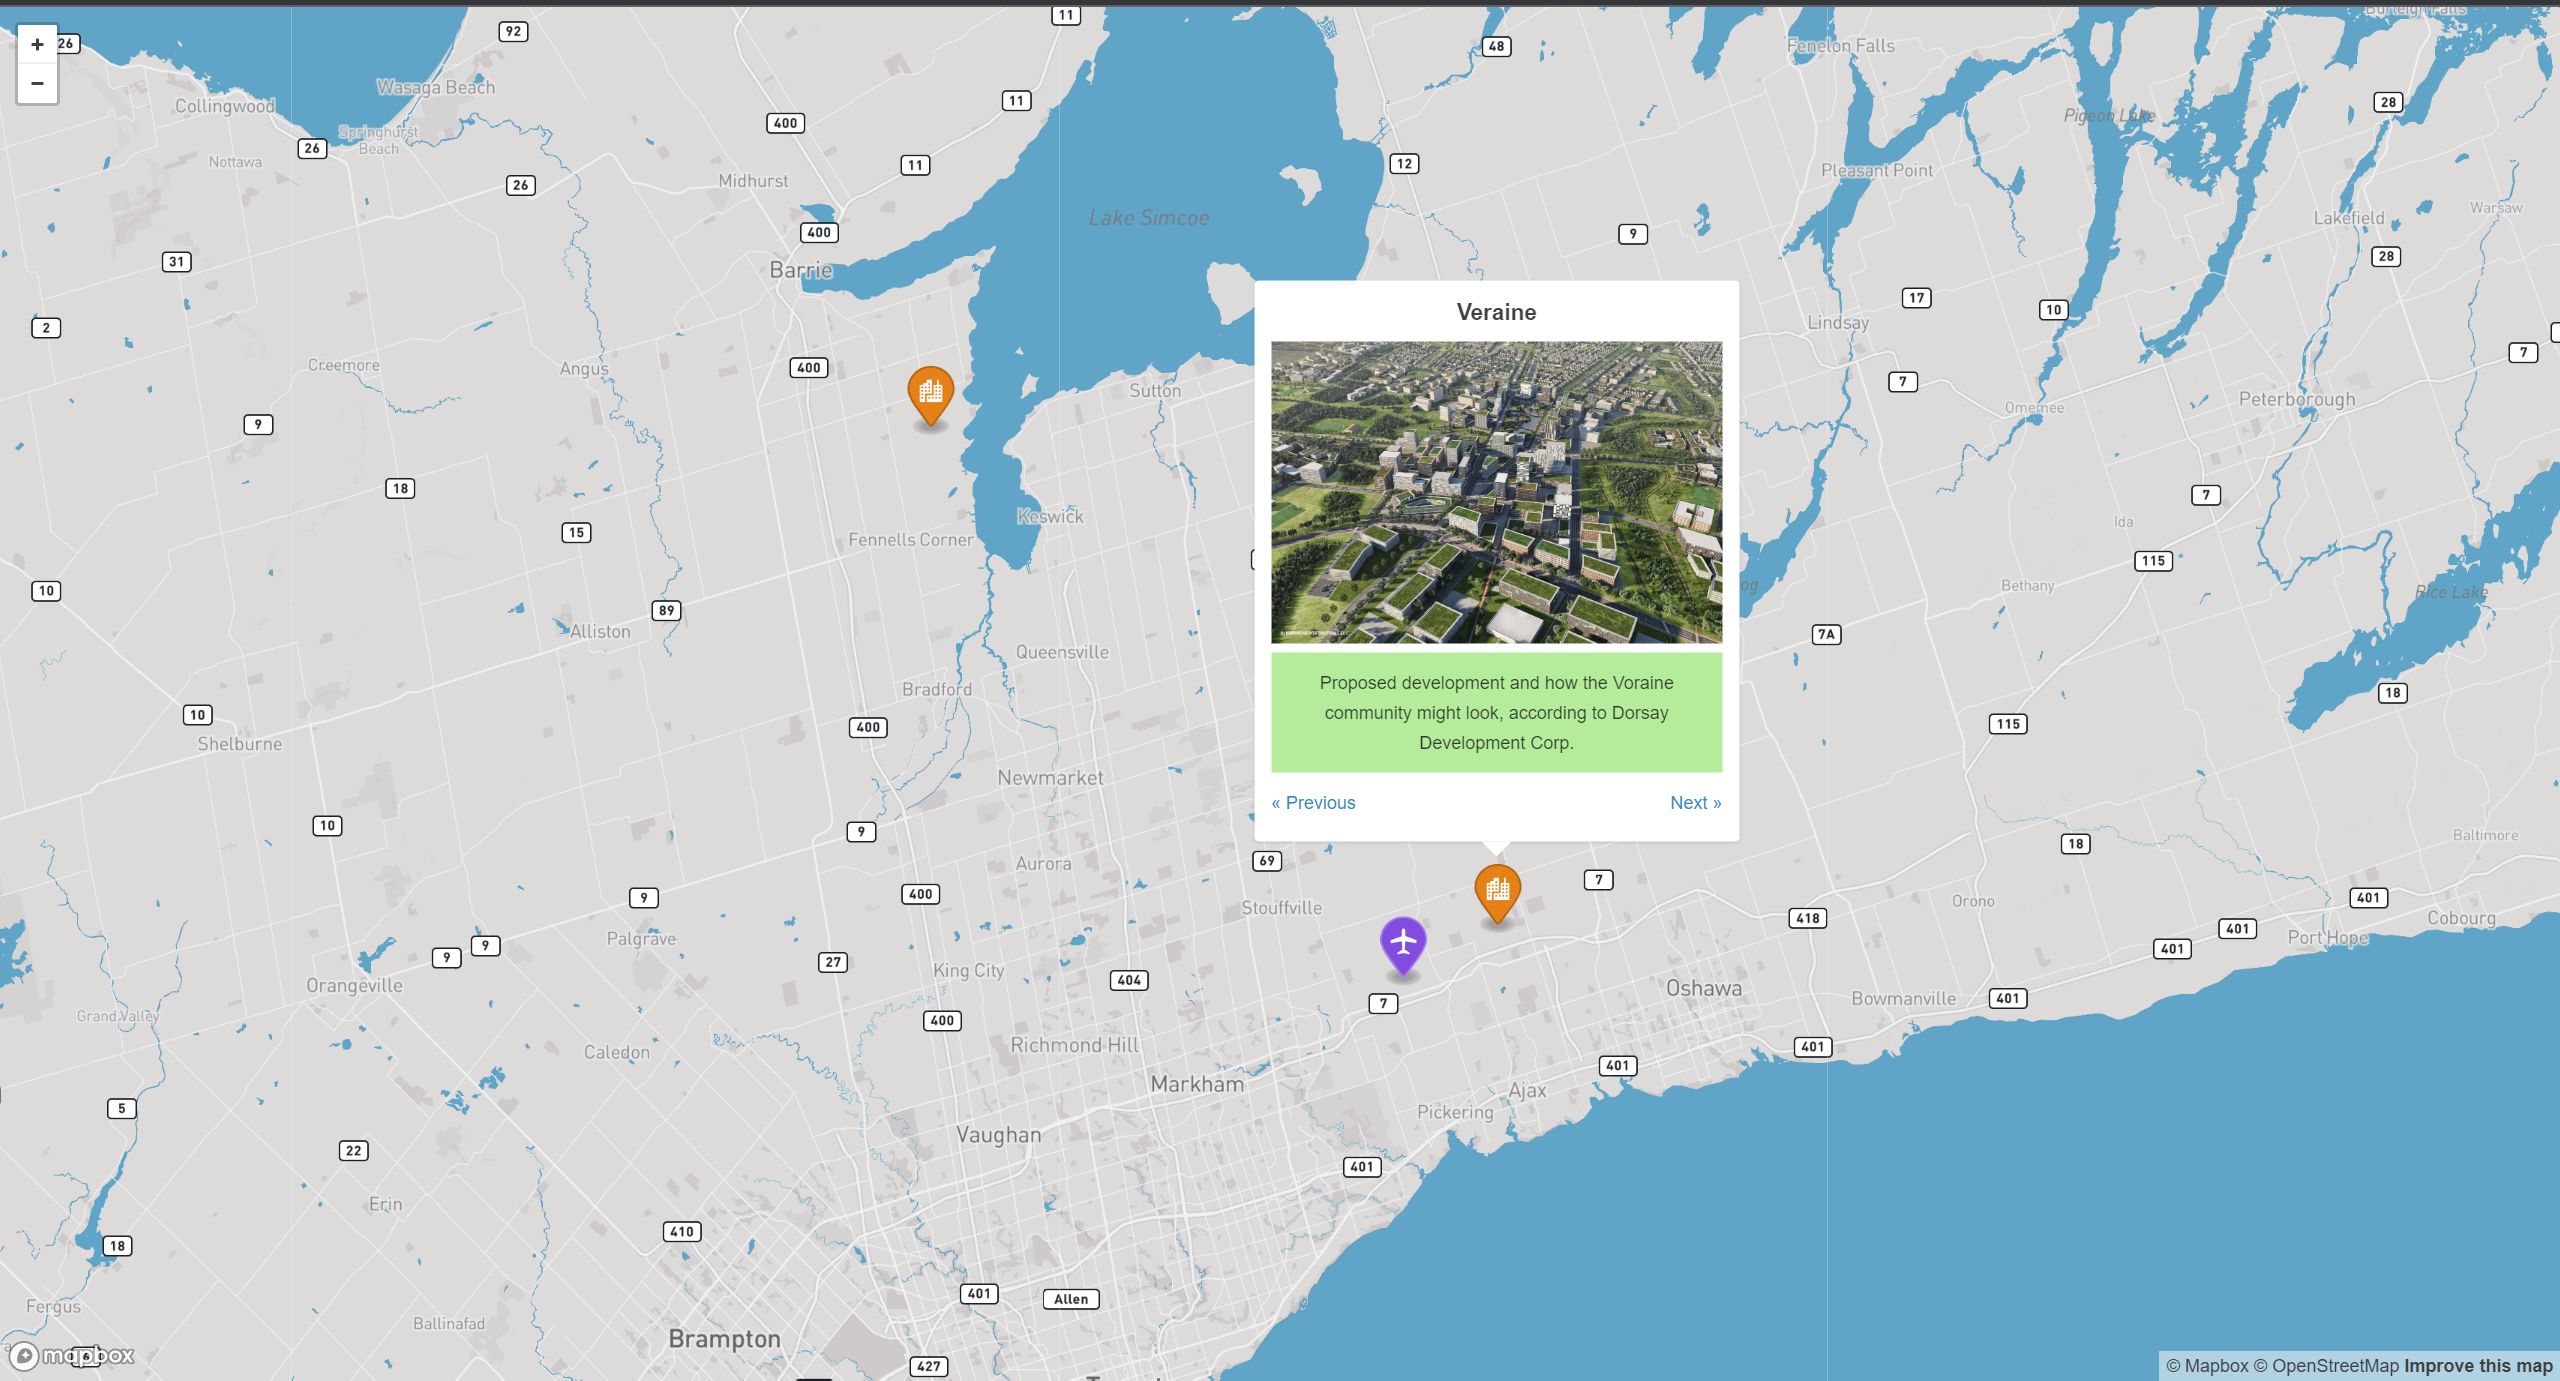 +
−
26
92
11
48
Fenelon Falls
Collingwood
Wasaga Beach
Springhurst
Beach
26
Nottawa
400
11
11
12
Pigeon Lake
28
26
Midhurst
Pleasant Point
Lake Simcoe
Lakefield
Warsaw
400
9
31
Barrie
28
17
10
2
Lindsay
7
Creemore
Angus
400
Sutton
7
Omemee
Peterborough
9
18
15
Fennells Corner
Keswick
7
Ida
115
10
Bethany
Rice Lake
89
Alliston
Queensville
7A
Bradford
18
10
400
115
Shelburne
Newmarket
10
9
Aurora
69
7
18
Baltimore
400
Stouffville
418
Orono
401
Cobourg
9
Palgrave
9
9
27
King City
404
401
401
Port Hope
Orangeville
7
Oshawa
Bowmanville
401
Grand Valley
400
Richmond Hill
Caledon
401
401
Markham
Ajax
Pickering
5
Vaughan
22
401
Erin
410
18
401
Allen
Fergus
Ballinafad
Brampton
427
Veraine
Proposed development and how the Voraine
community might look, according to Dorsay
Development Corp.
« Previous
Next »
mapbox
© Mapbox © OpenStreetMap Improve this map